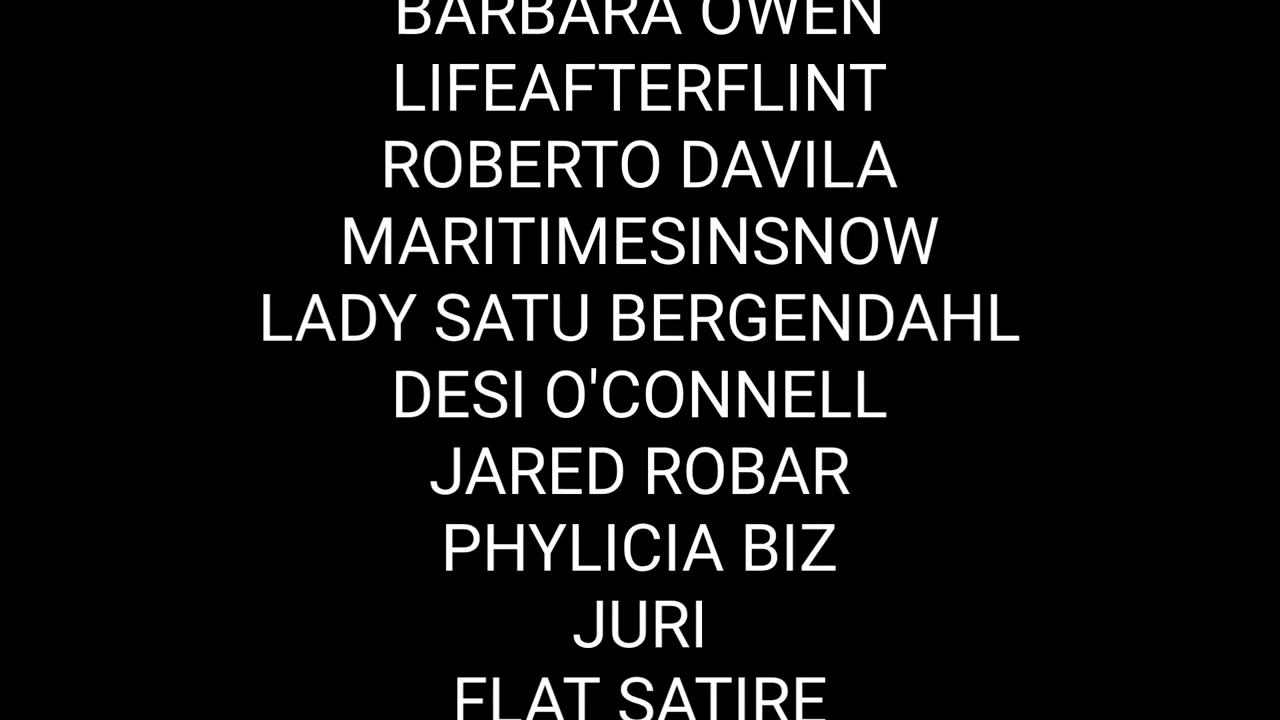 BARBARA OWEN
LIFEAFTERFLINT
ROBERTO DAVILA
MARITIMESINSNOW
LADY SATU BERGENDAHL
DESI O'CONNELL
JARED ROBAR
PHYLICIA BIZ
JURI
FLAT SATIRE